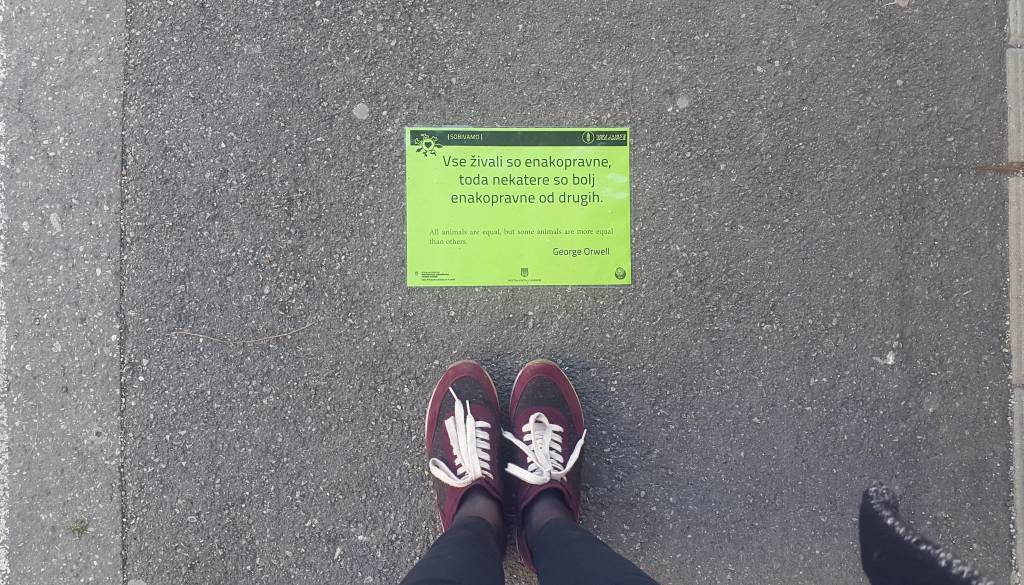 [SOBIVAMO]
Vse živali so enakopravne,
toda nekatere so bolj
enakopravne od drugih.
All animals are equal, but some animals are more equal
than others.
George Orwell